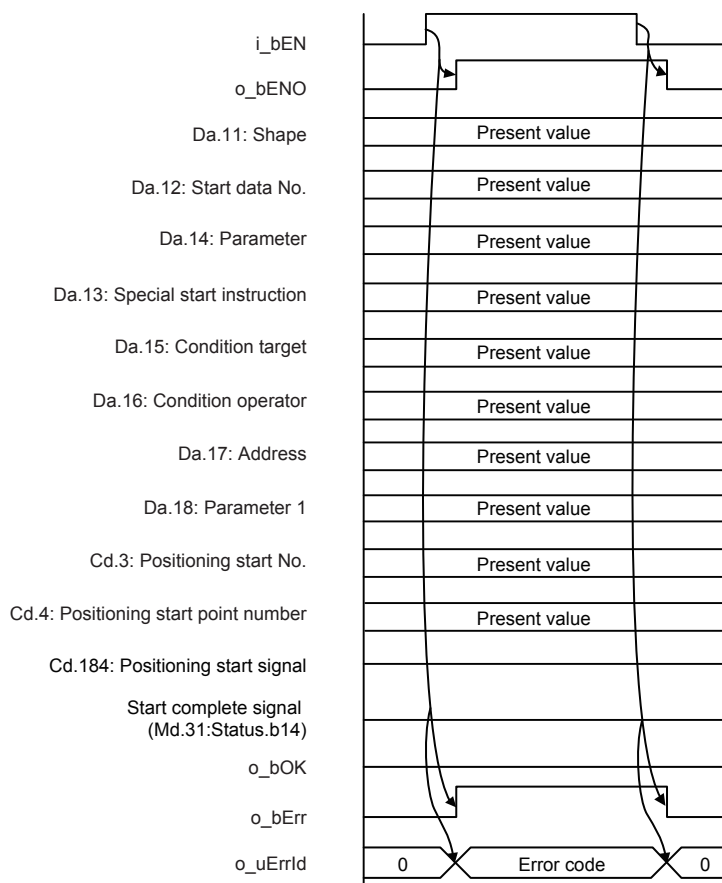 i_bEN
o_bENO
Da.11: Shape Present value
Da.12: Start data No. Present value
Da.14: Parameter Present value
Da.13: Special start instruction Present value
Da.15: Condition target Present value
Da.16: Condition operator Present value
Da.17: Address Present value
Da.18: Parameter 1 Present value
Cd.3: Positioning start No. Present value
Cd.4: Positioning start point number Present value
Cd.184: Positioning start signal
Start complete signal
(Md.31:Status.b14)
o_bOK
o_bErr
o_uErrId 0 Error code 0